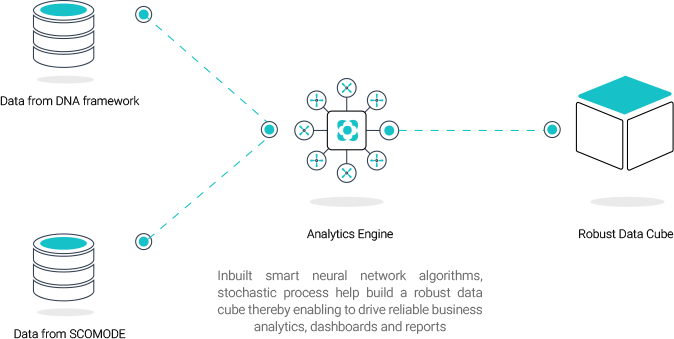 Data from DNA framework
Analytics Engine
Robust Data Cube
Inbuilt smart neural network algorithms,
stochastic process help build a robust data
cube thereby enabling to drive reliable business
analytics, dashboards and reports
Data from SCOMODE